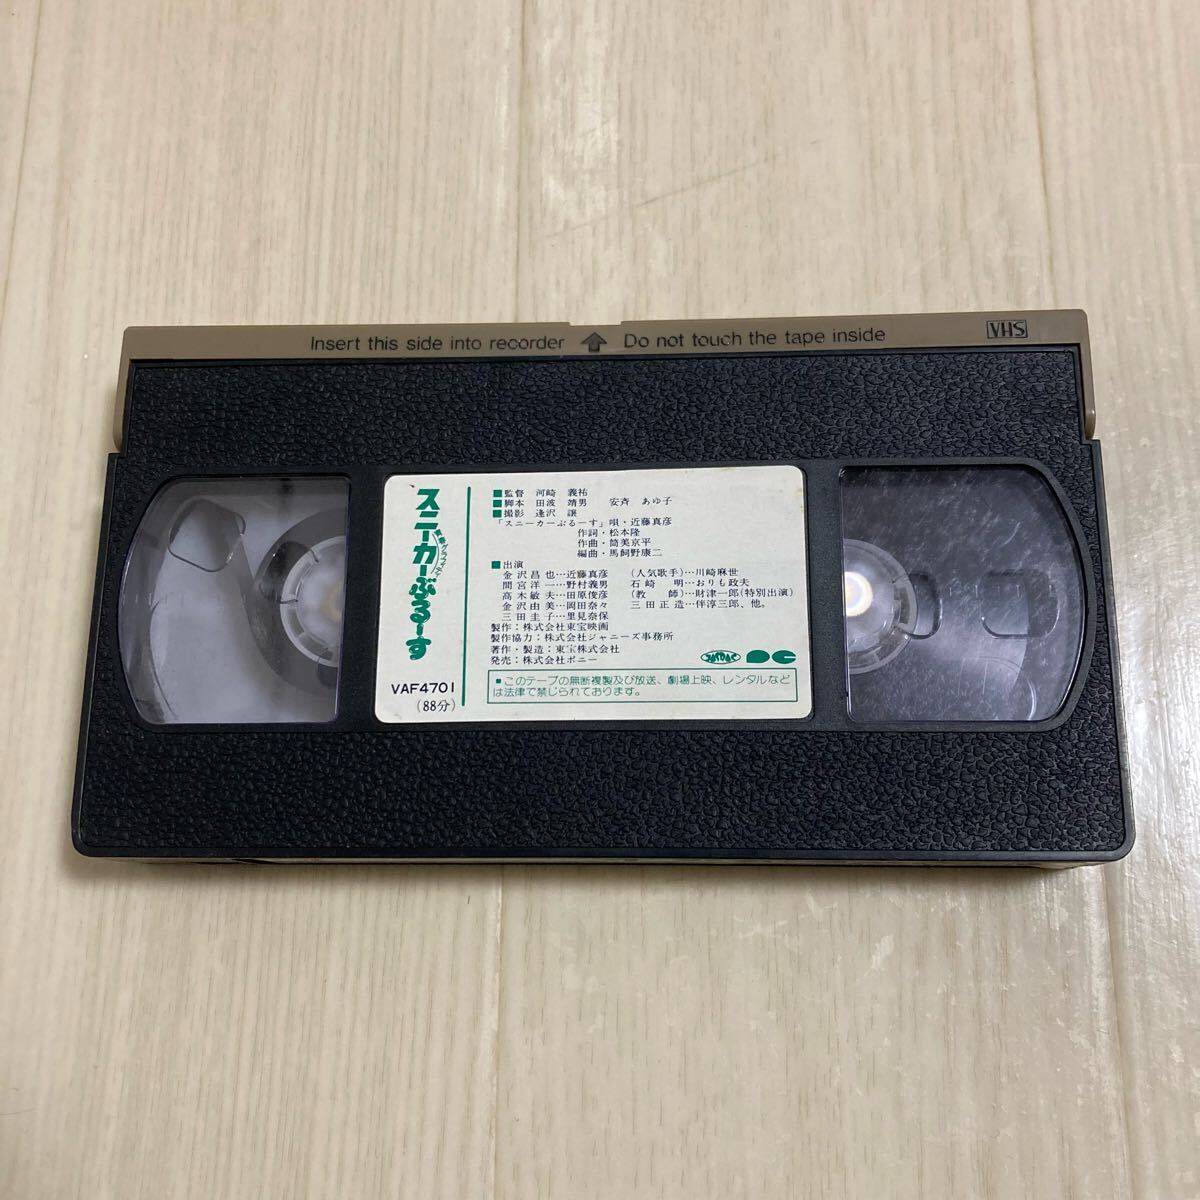 Insert this side into recorder
Do not touch the tape inside
VHS
スニーカーぶるーす
青春グラフィティ
VAF4701
(88分)
■監督 河崎 義祐
■脚本 田波 靖男 安斉 あゆ子
■撮影 逢沢 譲
「スニーカーぶるーす」唄・近藤真彦
作詞・松本隆
作曲・筒美京平
編曲・馬飼野康二
■出演
金沢昌也…近藤真彦 (人気歌手)…川崎麻世
間宮洋一…野村義男 石崎 明…おりも政夫
高木敏夫…田原俊彦 (教 師)…財津一郎(特別出演)
金沢由美…岡田奈々 三田正造…伴淳三郎、他。
三田圭子…里見奈保
製作:株式会社東宝映画
製作協力:株式会社ジャニーズ事務所
著作・製造:東宝株式会社
発売:株式会社ポニー
■このテープの無断複製及び放送、劇場上映、レンタルなど
は法律で禁じられております。